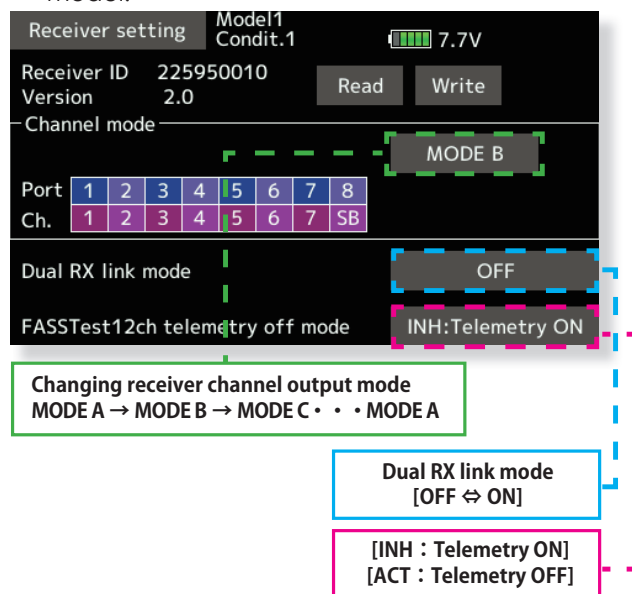 model.
Receiver setting Model1
Condit.1 7.7V
Receiver ID 225950010 Read Write
Version 2.0
Channel mode
MODE B
Port 1 2 3 4 5 6 7 8
Ch. 1 2 3 4 5 6 7 SB
Dual RX link mode OFF
FASSTest12ch telemetry off mode INH:Telemetry ON
Changing receiver channel output mode
MODE A → MODE B → MODE C・・・MODE A
Dual RX link mode
[OFF ⇔ ON]
[INH：Telemetry ON]
[ACT：Telemetry OFF]